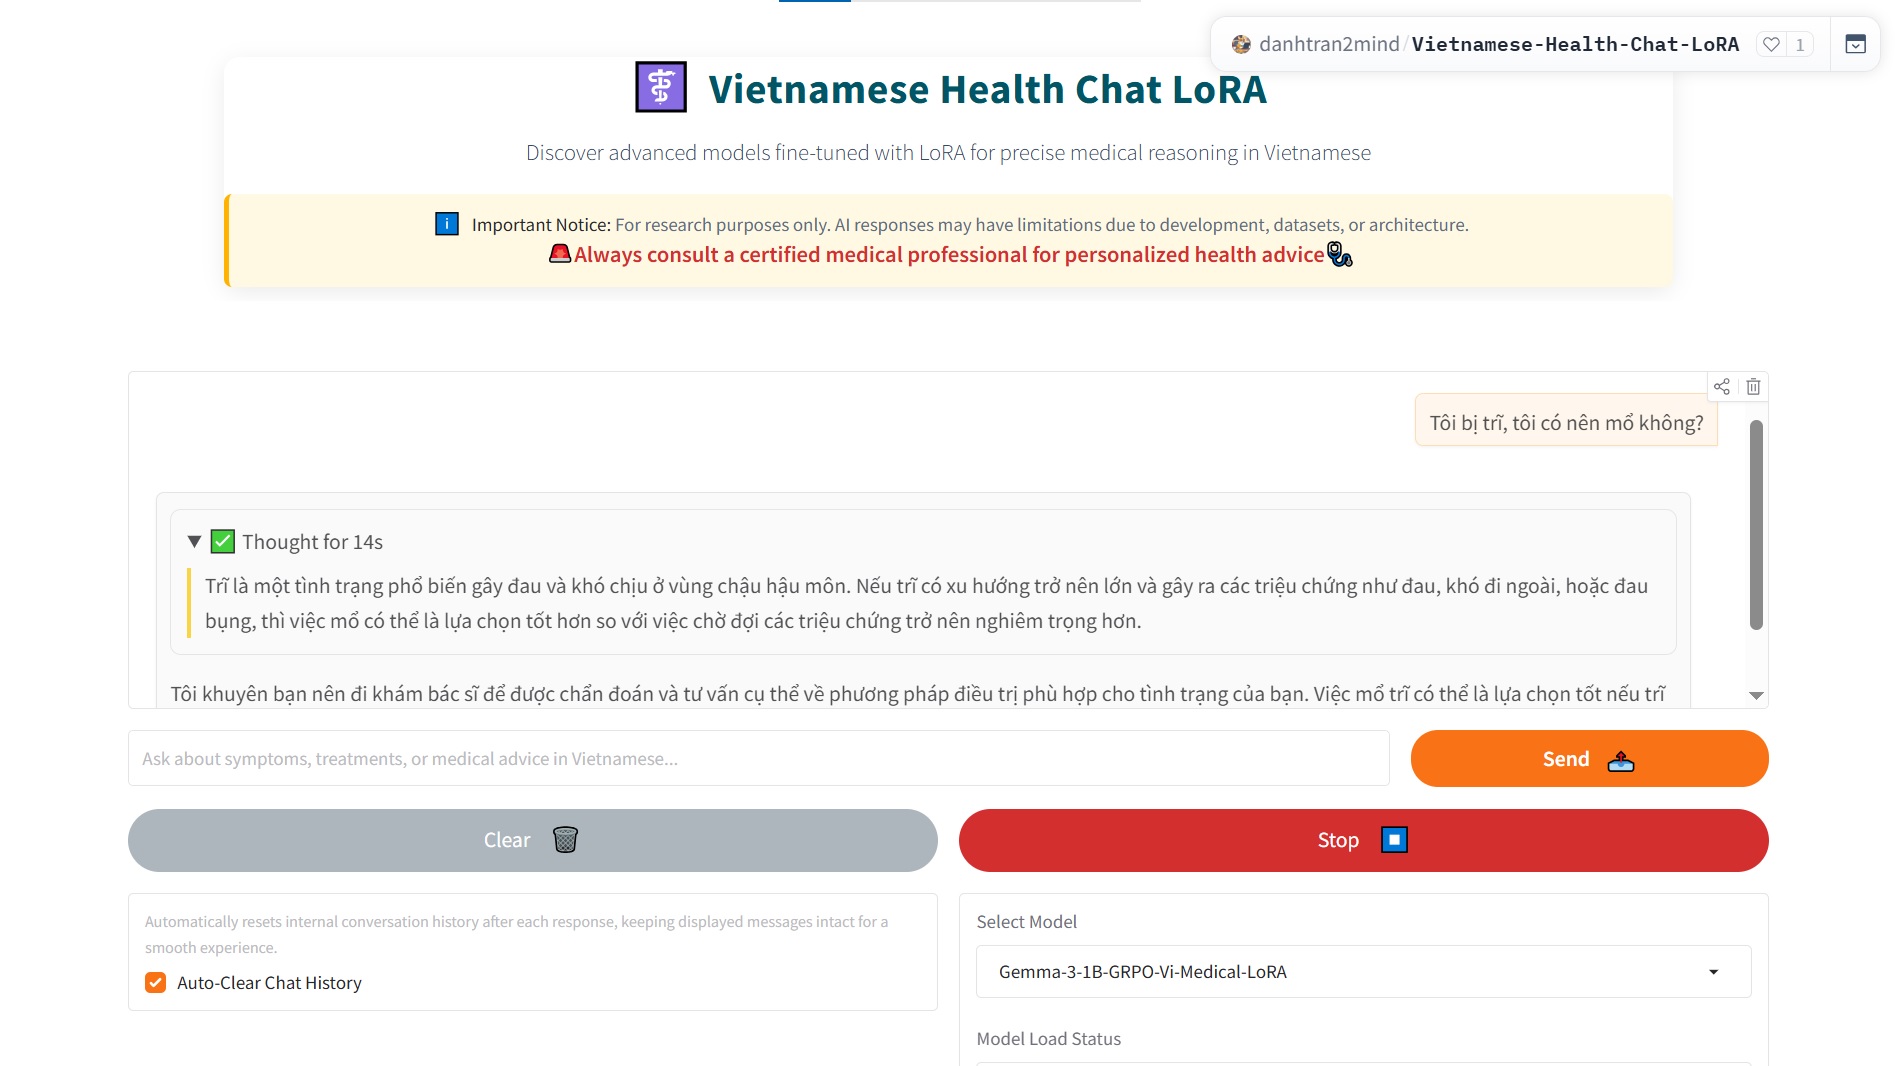 danhtran2mind/Vietnamese-Health-Chat-LoRA 1
Vietnamese Health Chat LoRA
Discover advanced models fine-tuned with LoRA for precise medical reasoning in Vietnamese
Important Notice: For research purposes only. AI responses may have limitations due to development, datasets, or architecture.
Always consult a certified medical professional for personalized health advice
Tôi bị trĩ, tôi có nên mổ không?
Thought for 14s
Trĩ là một tình trạng phổ biến gây đau và khó chịu ở vùng chậu hậu môn. Nếu trĩ có xu hướng trở nên lớn và gây ra các triệu chứng như đau, khó đi ngoài, hoặc đau
bụng, thì việc mổ có thể là lựa chọn tốt hơn so với việc chờ đợi các triệu chứng trở nên nghiêm trọng hơn.
Tôi khuyên bạn nên đi khám bác sĩ để được chẩn đoán và tư vấn cụ thể về phương pháp điều trị phù hợp cho tình trạng của bạn. Việc mổ trĩ có thể là lựa chọn tốt nếu trĩ
Ask about symptoms, treatments, or medical advice in Vietnamese...
Send
Clear
Stop
Automatically resets internal conversation history after each response, keeping displayed messages intact for a
smooth experience.
Auto-Clear Chat History
Select Model
Gemma-3-1B-GRPO-Vi-Medical-LoRA
Model Load Status